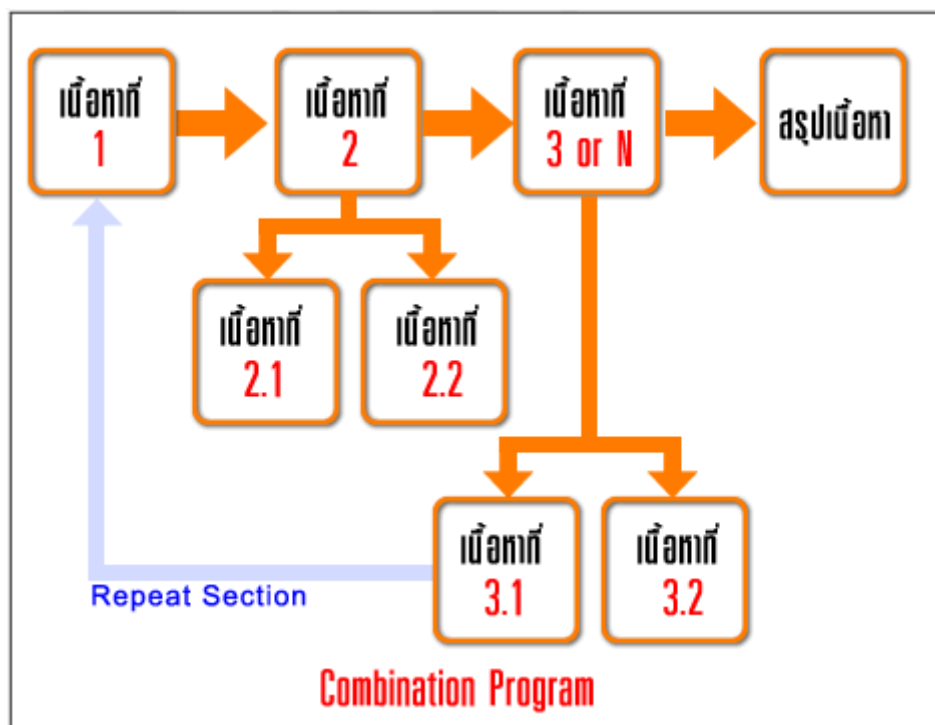 เนื้อหาที่
1
เนื้อหาที่
2
เนื้อหาที่
3 or N
สรุปเนื้อหา
เนื้อหาที่
2.1
เนื้อหาที่
2.2
เนื้อหาที่
3.1
เนื้อหาที่
3.2
Repeat Section
Combination Program